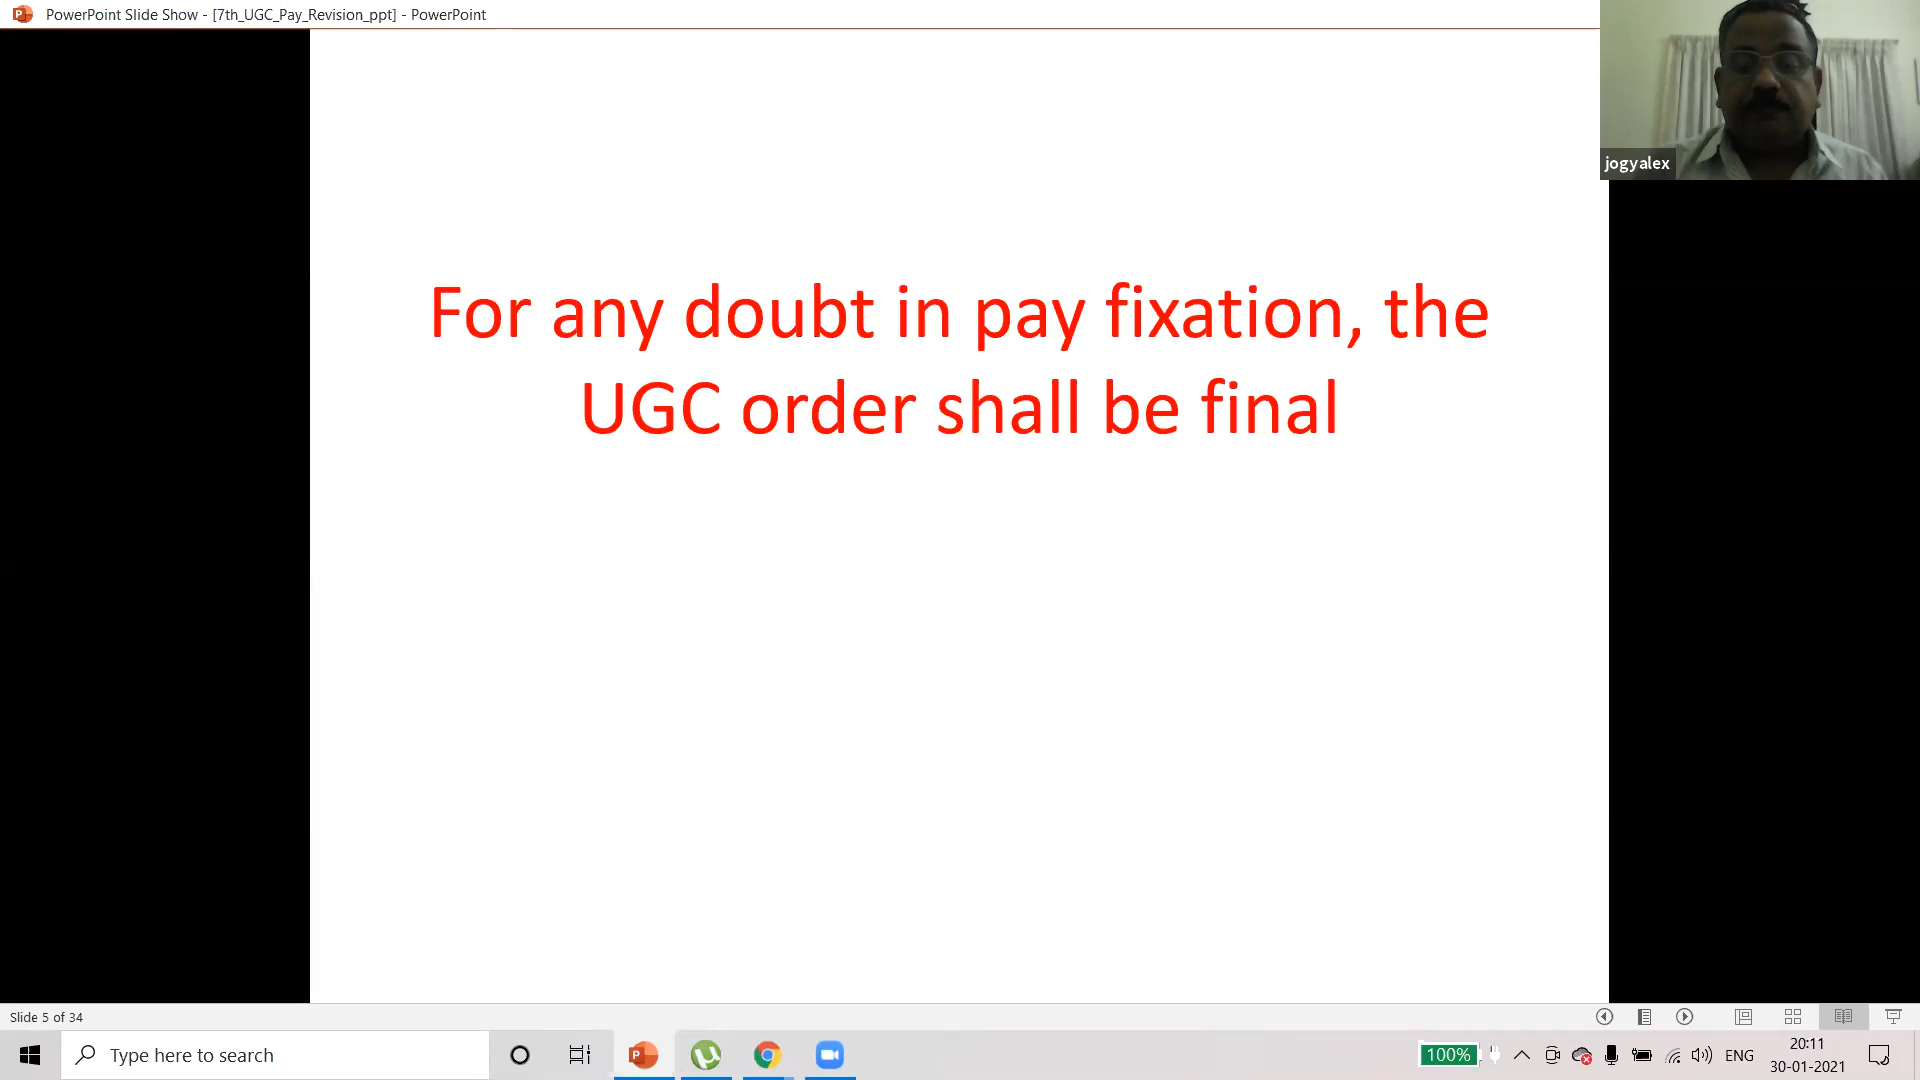 PowerPoint Slide Show - [7th_UGC_Pay_Revision_ppt] - PowerPoint
jogyalex
For any doubt in pay fixation, the
UGC order shall be final
Slide 5 of 34
Type here to search
100%
ENG
20:11
30-01-2021